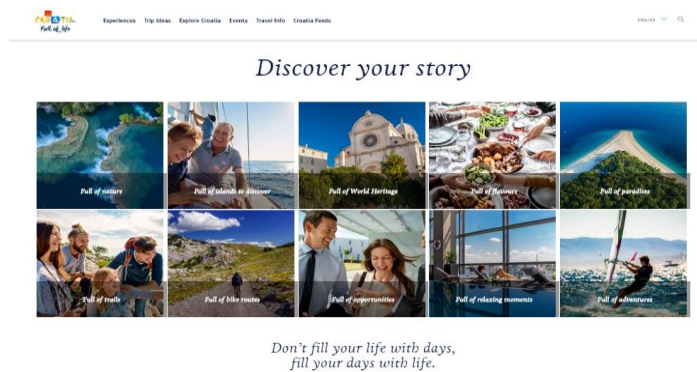 CROATIA
Full of life
Experiences Trip Ideas Explore Croatia Events Travel Info Croatia Feeds
ENGLISH
Discover your story
Full of nature
Full of islands to discover
Full of World Heritage
Full of flavours
Full of paradises
Full of trails
Full of bike routes
Full of opportunities
Full of relaxing moments
Full of adventures
Don't fill your life with days,
fill your days with life.